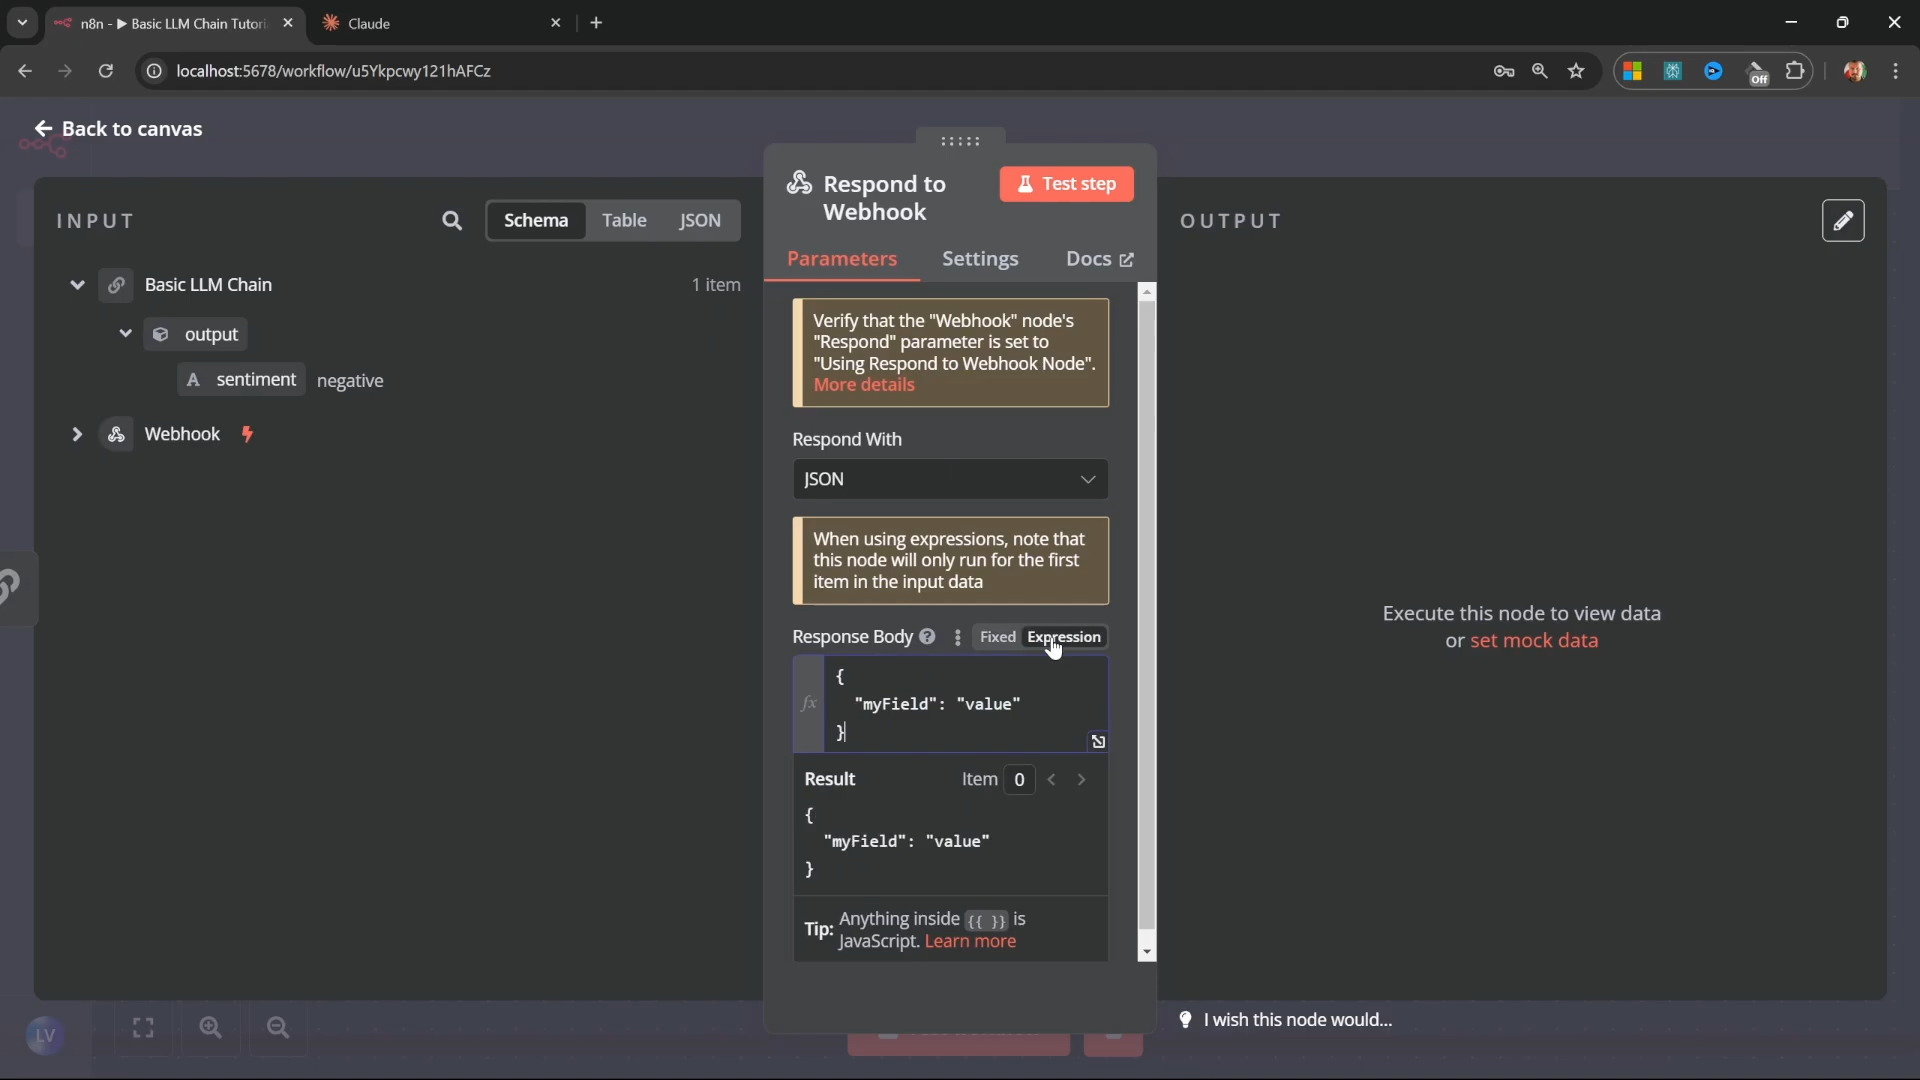 n8n - ▶ Basic LLM Chain Tutori
Claude
localhost:5678/workflow/u5Ykpcwy121hAFCz
Off
Back to canvas
INPUT
Schema
Table
JSON
Basic LLM Chain
1 item
output
A sentiment negative
Webhook
Respond to
Webhook
Test step
Parameters
Settings
Docs
Verify that the "Webhook" node's
"Respond" parameter is set to
"Using Respond to Webhook Node".
More details
Respond With
JSON
When using expressions, note that
this node will only run for the first
item in the input data
Response Body
Fixed
Expression
fx
{
"myField": "value"
}
Result
Item 0
{
"myField": "value"
}
Tip: Anything inside {{ }} is
JavaScript. Learn more
OUTPUT
Execute this node to view data
or set mock data
I wish this node would...
LV